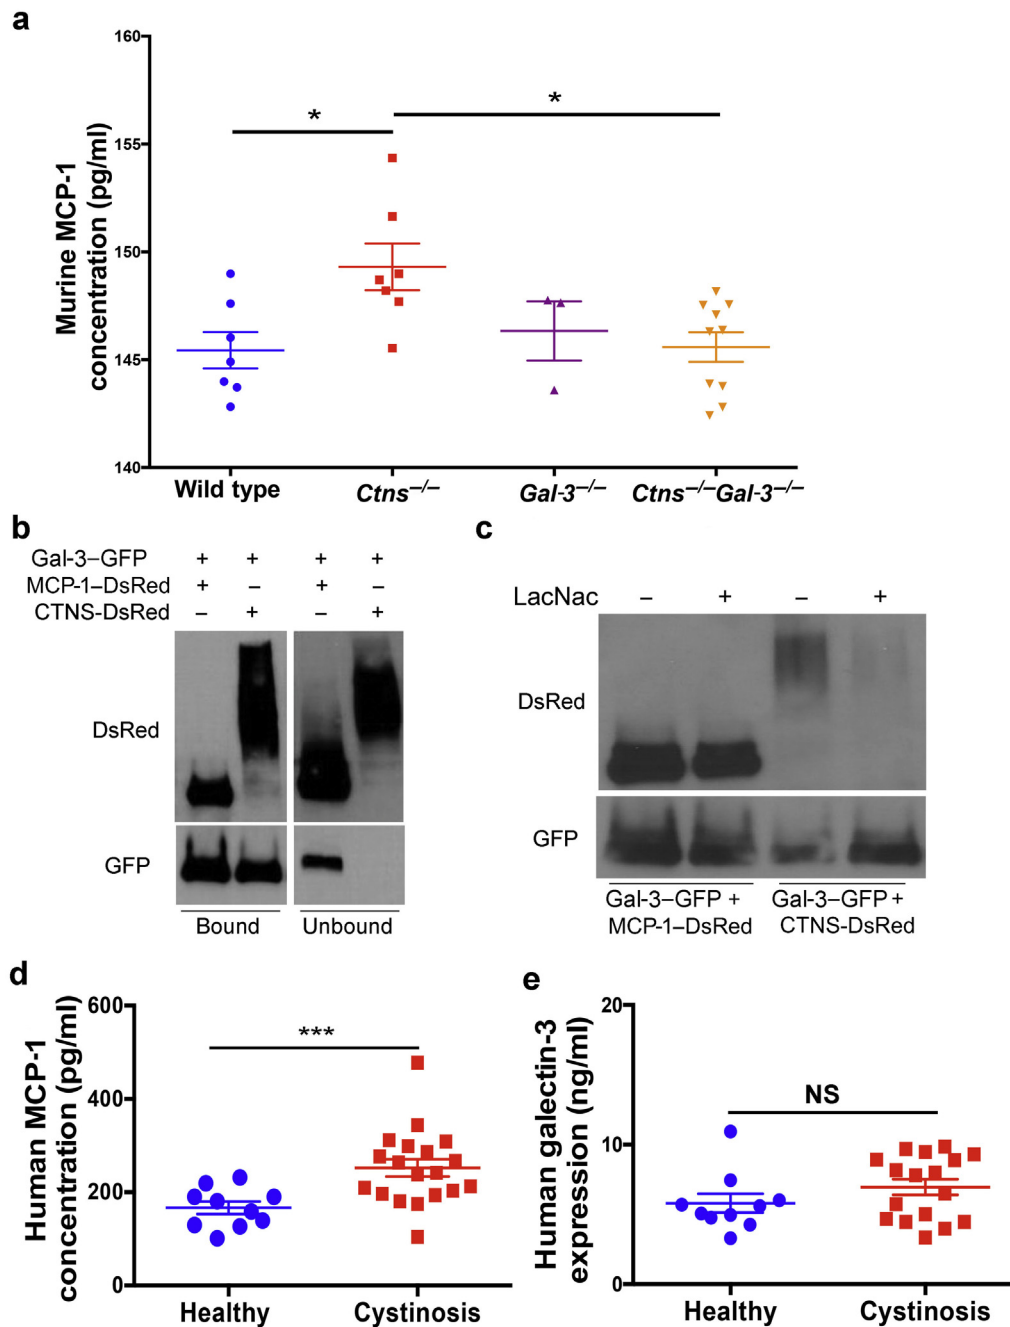 a
Murine MCP-1
concentration (pg/ml)
160
155
150
145
140
*
*
Wild type
Ctns–/–
Gal-3–/–
Ctns–/–Gal-3–/–
b
Gal-3–GFP + + + +
MCP-1–DsRed + – + –
CTNS-DsRed – + – +
DsRed
GFP
Bound
Unbound
c
LacNac – + – +
DsRed
GFP
Gal-3–GFP +
MCP-1–DsRed
Gal-3–GFP +
CTNS-DsRed
d
Human MCP-1
concentration (pg/ml)
600
400
200
0
***
Healthy
Cystinosis
e
Human galectin-3
expression (ng/ml)
20
10
0
NS
Healthy
Cystinosis